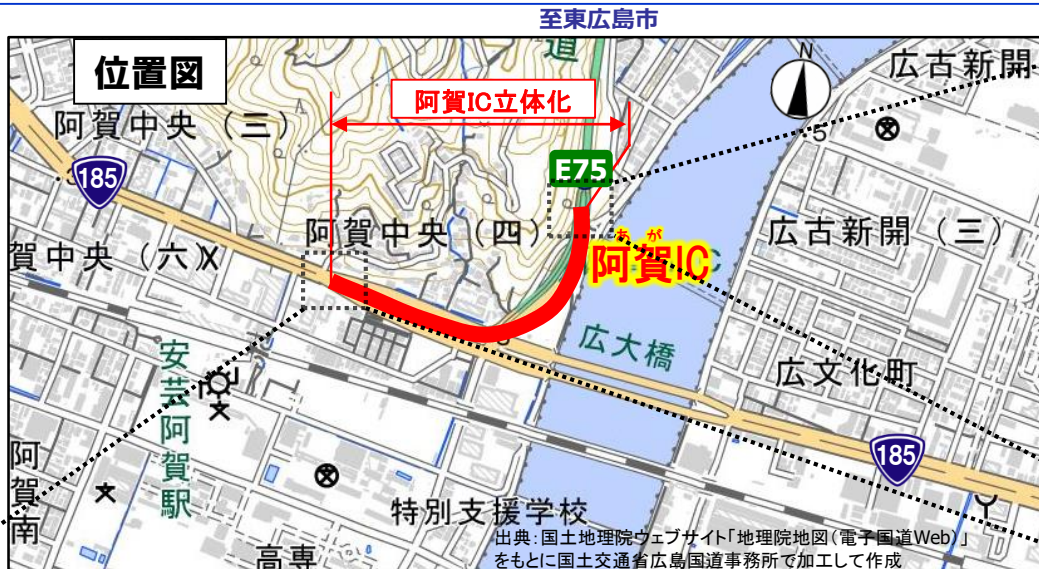 至東広島市
位置図
道
N
広古新開
阿賀IC立体化
・5
阿賀中央(三)
E75
185
阿賀中央(四)
広古新開(三)
賀中央(六)
あが
阿賀IC
C
広大橋
広文化町
安芸阿賀駅
185
阿賀南
特別支援学校
高専
出典:国土地理院ウェブサイト「地理院地図(電子国道Web)」
をもとに国土交通省広島国道事務所で加工して作成